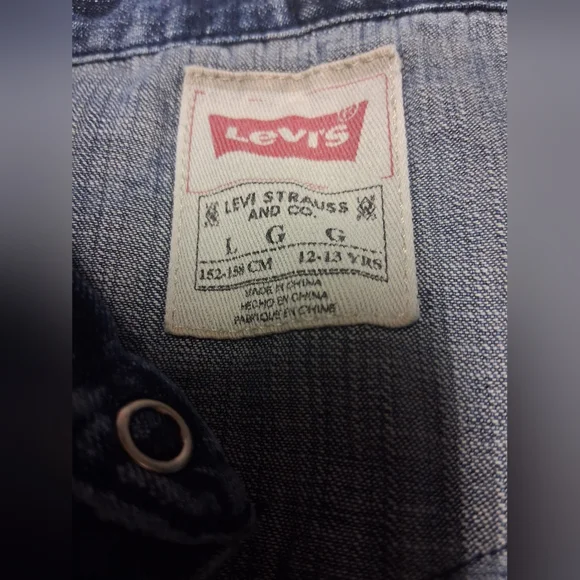 LEVI'S
LEVI STRAUSS
AND CO.
L G G
152-158 CM 12-13 YRS
MADE IN CHINA
HECHO EN CHINA
FABRIQUE EN CHINE